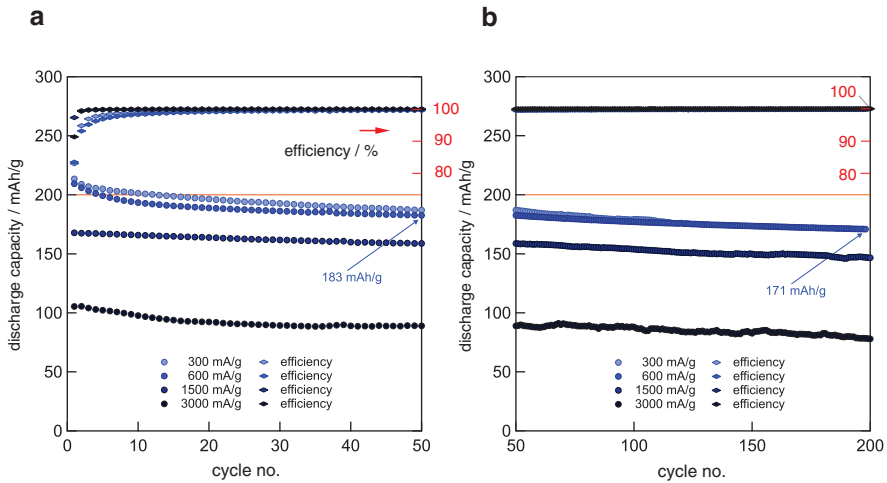 a
300
250
200
150
100
50
0
discharge capacity / mAh/g
100
90
80
efficiency / %
183 mAh/g
300 mA/g efficiency
600 mA/g efficiency
1500 mA/g efficiency
3000 mA/g efficiency
0 10 20 30 40 50
cycle no.
b
300
250
200
150
100
50
0
discharge capacity / mAh/g
100
90
80
171 mAh/g
300 mA/g efficiency
600 mA/g efficiency
1500 mA/g efficiency
3000 mA/g efficiency
50 100 150 200
cycle no.